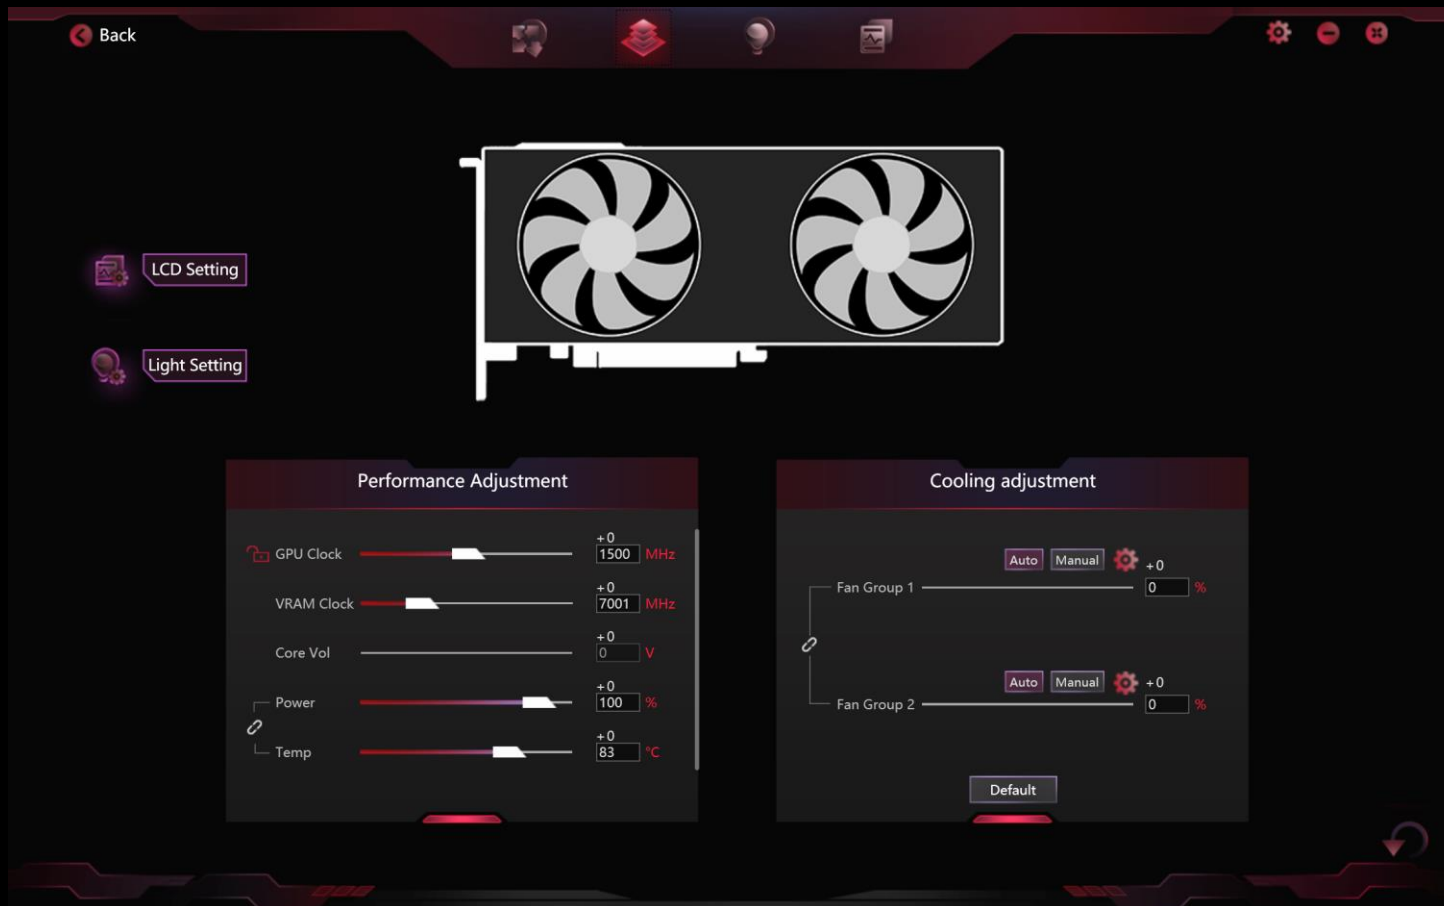 Back
LCD Setting
Light Setting
Performance Adjustment
+0
GPU Clock 1500 MHz
+0
VRAM Clock 7001 MHz
+0
Core Vol 0 V
+0
Power 100 %
+0
Temp 83 °C
Cooling adjustment
Auto Manual +0
Fan Group 1 0 %
Auto Manual +0
Fan Group 2 0 %
Default